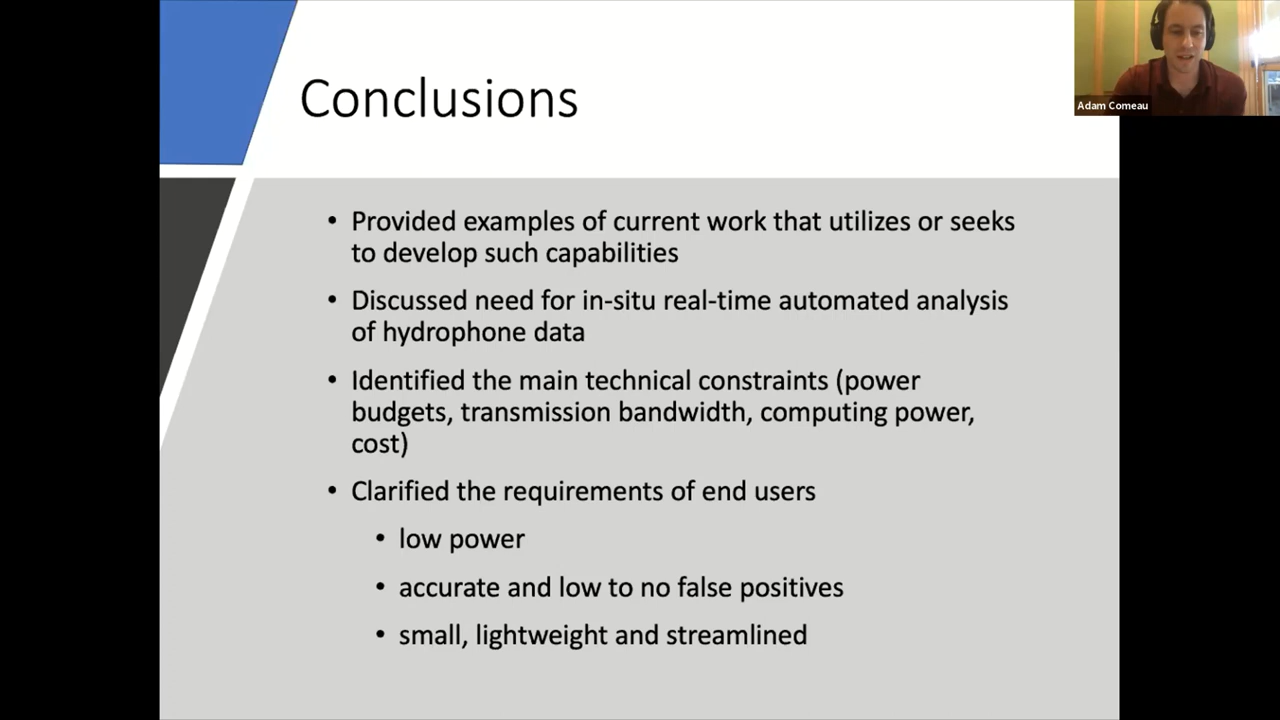 Conclusions
Adam Comeau
• Provided examples of current work that utilizes or seeks
to develop such capabilities
• Discussed need for in-situ real-time automated analysis
of hydrophone data
• Identified the main technical constraints (power
budgets, transmission bandwidth, computing power,
cost)
• Clarified the requirements of end users
• low power
• accurate and low to no false positives
• small, lightweight and streamlined